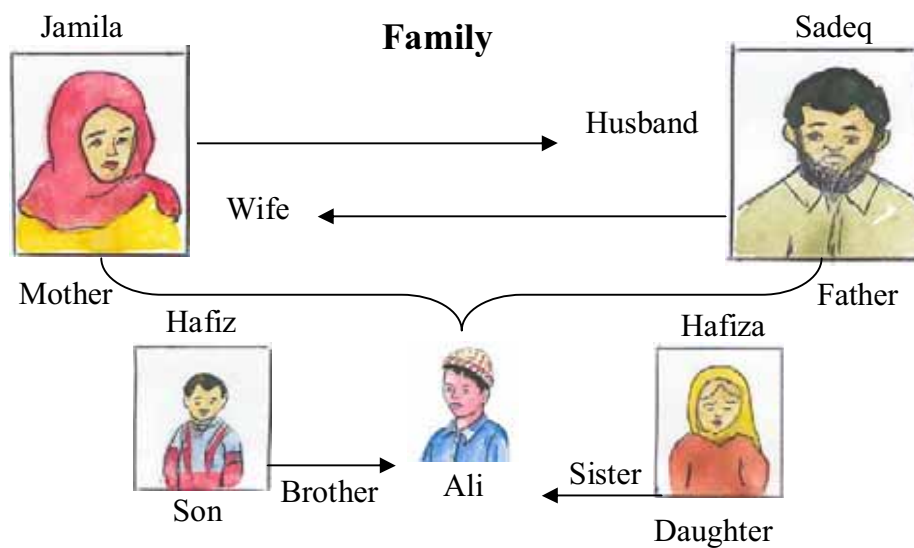 Jamila
Family
Sadeq
Husband
Wife
Mother
Father
Hafiz
Hafiza
Brother
Ali
Sister
Son
Daughter